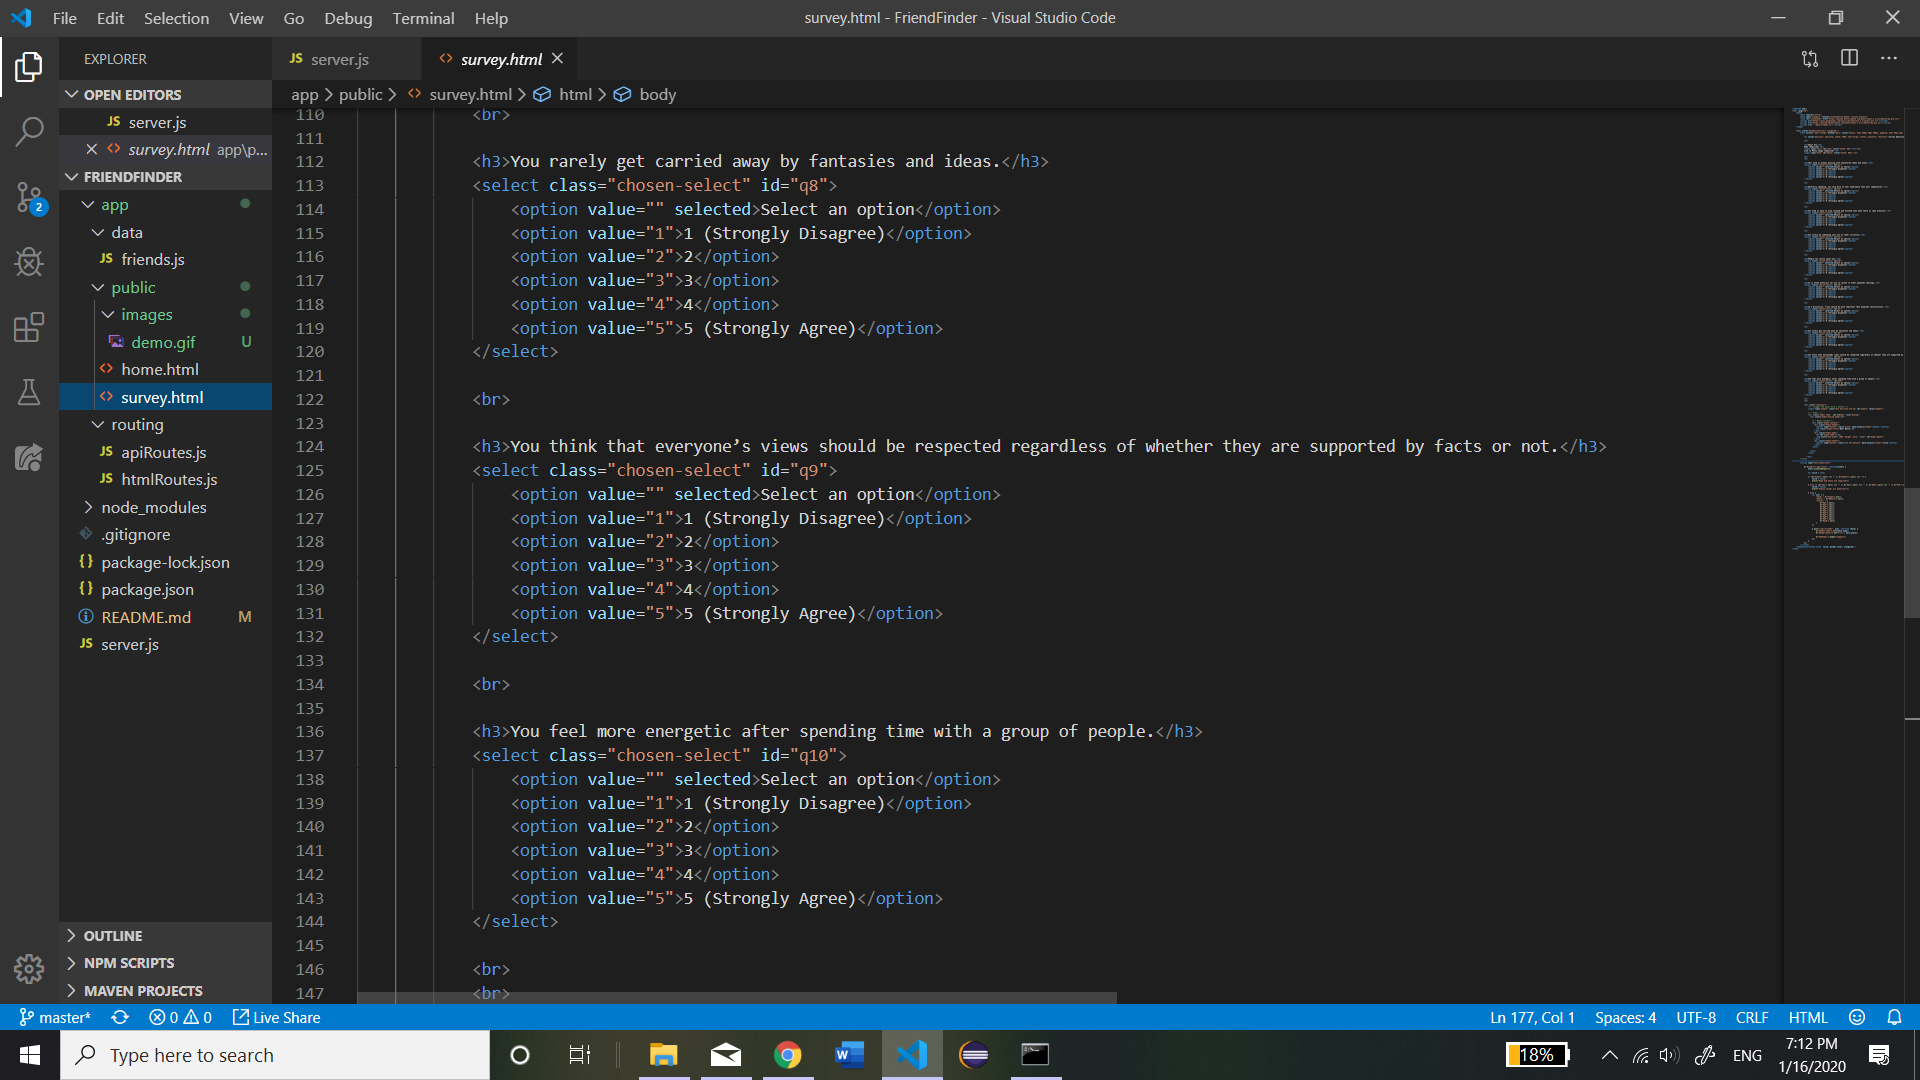 File Edit Selection View Go Debug Terminal Help
survey.html - FriendFinder - Visual Studio Code
EXPLORER
OPEN EDITORS
JS server.js
survey.html app\p...
FRIENDFINDER
app
data
JS friends.js
public
images
demo.gif U
home.html
survey.html
routing
JS apiRoutes.js
JS htmlRoutes.js
node_modules
.gitignore
{} package-lock.json
{} package.json
README.md M
JS server.js
OUTLINE
NPM SCRIPTS
MAVEN PROJECTS
JS server.js
<> survey.html
app > public > <> survey.html > html > body
110 <br>
111
112 <h3>You rarely get carried away by fantasies and ideas.</h3>
113 <select class="chosen-select" id="q8">
114 <option value="" selected>Select an option</option>
115 <option value="1">1 (Strongly Disagree)</option>
116 <option value="2">2</option>
117 <option value="3">3</option>
118 <option value="4">4</option>
119 <option value="5">5 (Strongly Agree)</option>
120 </select>
121
122 <br>
123
124 <h3>You think that everyone’s views should be respected regardless of whether they are supported by facts or not.</h3>
125 <select class="chosen-select" id="q9">
126 <option value="" selected>Select an option</option>
127 <option value="1">1 (Strongly Disagree)</option>
128 <option value="2">2</option>
129 <option value="3">3</option>
130 <option value="4">4</option>
131 <option value="5">5 (Strongly Agree)</option>
132 </select>
133
134 <br>
135
136 <h3>You feel more energetic after spending time with a group of people.</h3>
137 <select class="chosen-select" id="q10">
138 <option value="" selected>Select an option</option>
139 <option value="1">1 (Strongly Disagree)</option>
140 <option value="2">2</option>
141 <option value="3">3</option>
142 <option value="4">4</option>
143 <option value="5">5 (Strongly Agree)</option>
144 </select>
145
146 <br>
147 <br>
2
master* 0 0 Live Share
Ln 177, Col 1 Spaces: 4 UTF-8 CRLF HTML
Type here to search
18%
ENG
7:12 PM
1/16/2020